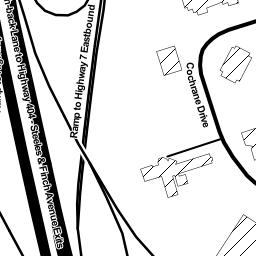 Ramp to Highway 7 Eastbound
Cochrane Drive
Lane to Highway 404 - Steeles & Finch Avenue Exits